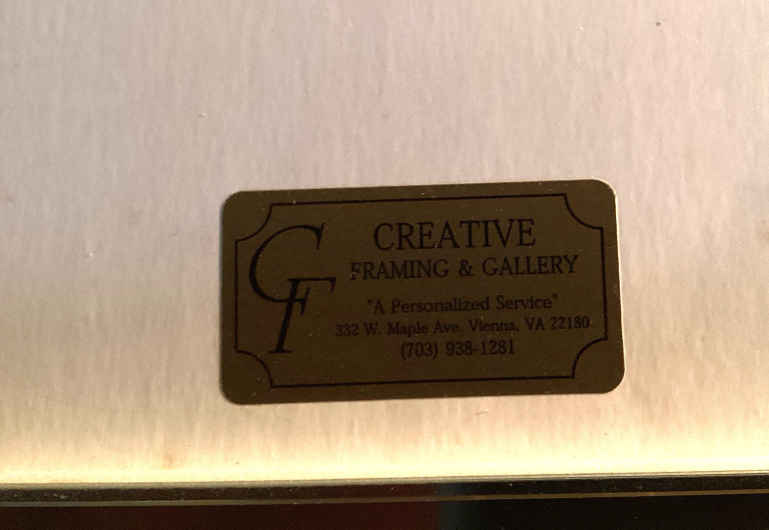 CF
CREATIVE
FRAMING & GALLERY
"A Personalized Service"
332 W. Maple Ave. Vienna, VA 22180
(703) 938-1281